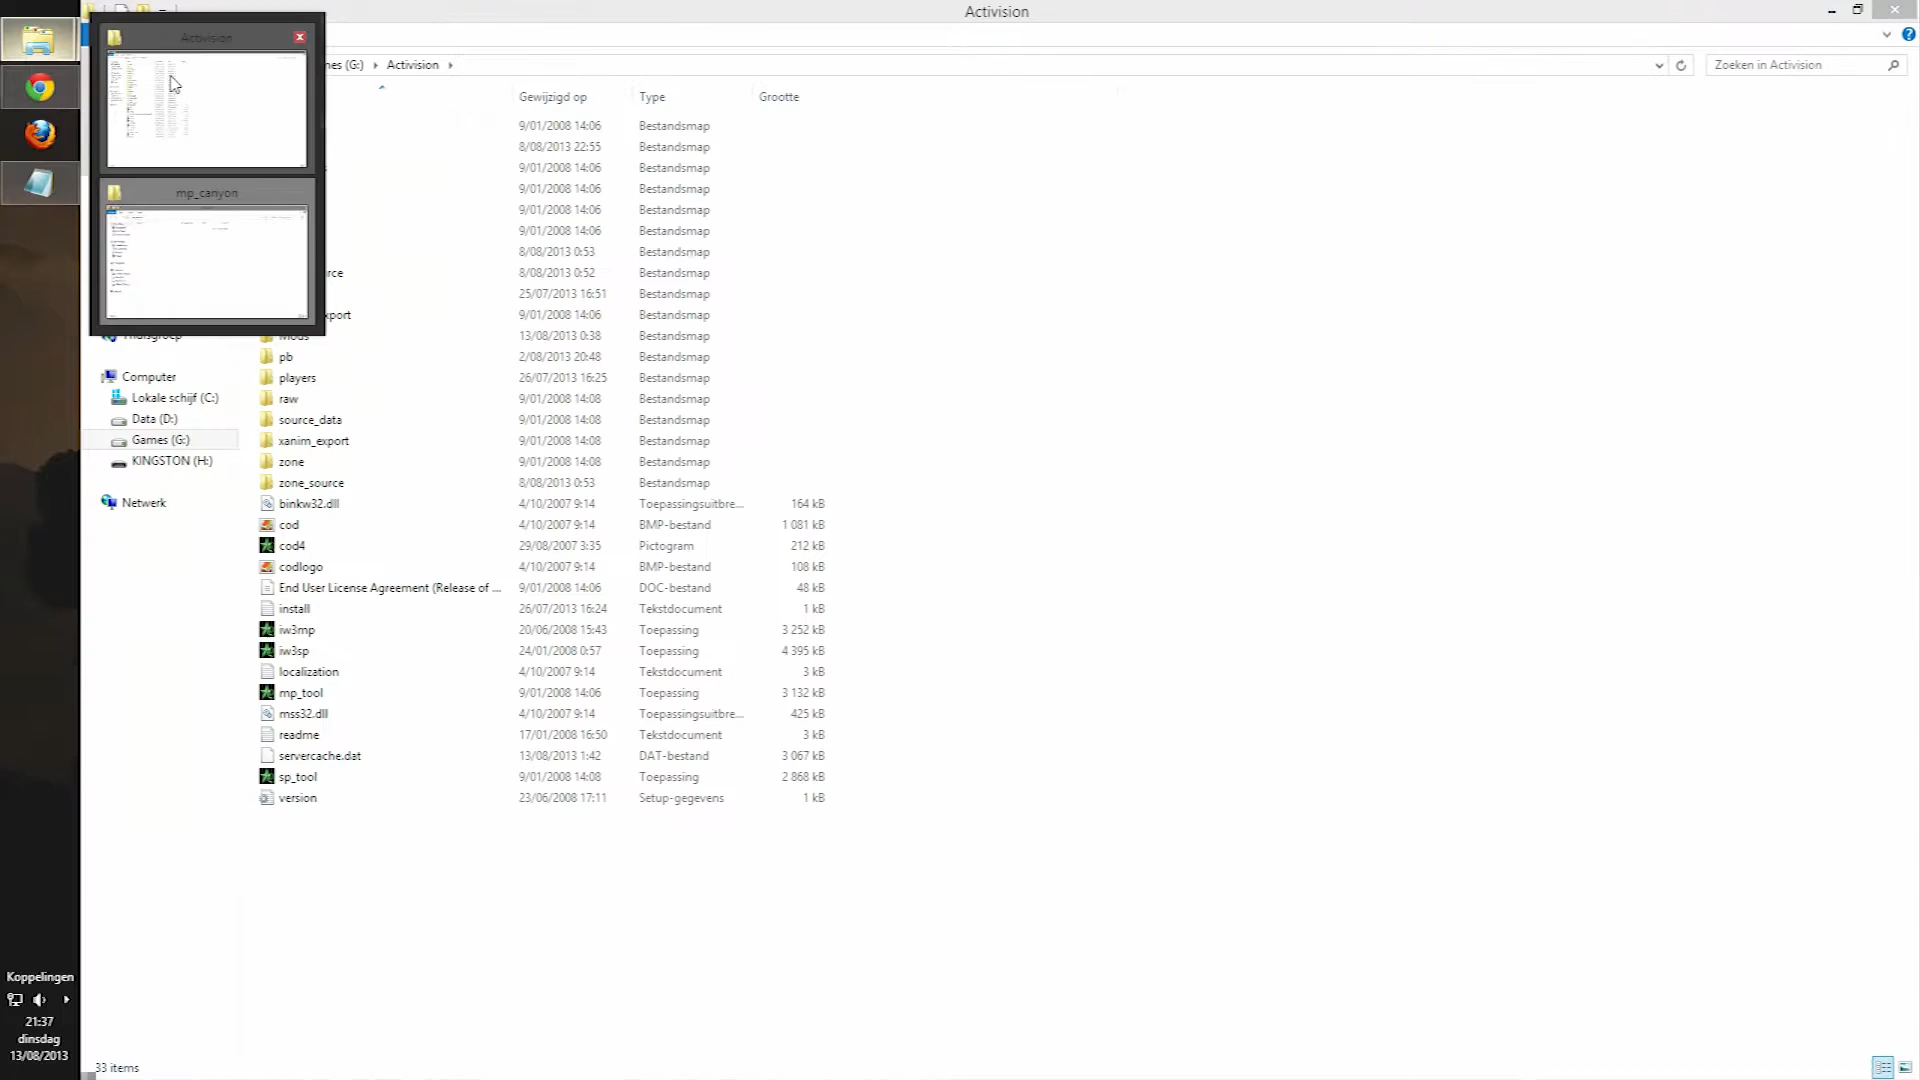 Activision
Activision
mp_canyon
nes (G:) Activision
Zoeken in Activision
Gewijzigd op Type Grootte
9/01/2008 14:06 Bestandsmap
8/08/2013 22:55 Bestandsmap
9/01/2008 14:06 Bestandsmap
9/01/2008 14:06 Bestandsmap
9/01/2008 14:06 Bestandsmap
9/01/2008 14:06 Bestandsmap
8/08/2013 0:53 Bestandsmap
rce 8/08/2013 0:52 Bestandsmap
25/07/2013 16:51 Bestandsmap
xport 9/01/2008 14:06 Bestandsmap
Mods 13/08/2013 0:38 Bestandsmap
pb 2/08/2013 20:48 Bestandsmap
players 26/07/2013 16:25 Bestandsmap
raw 9/01/2008 14:08 Bestandsmap
source_data 9/01/2008 14:08 Bestandsmap
xanim_export 9/01/2008 14:08 Bestandsmap
zone 9/01/2008 14:08 Bestandsmap
zone_source 8/08/2013 0:53 Bestandsmap
binkw32.dll 4/10/2007 9:14 Toepassingsuitbre... 164 kB
cod 4/10/2007 9:14 BMP-bestand 1 081 kB
cod4 29/08/2007 3:35 Pictogram 212 kB
codlogo 4/10/2007 9:14 BMP-bestand 108 kB
End User License Agreement (Release of ... 9/01/2008 14:06 DOC-bestand 48 kB
install 26/07/2013 16:24 Tekstdocument 1 kB
iw3mp 20/06/2008 15:43 Toepassing 3 252 kB
iw3sp 24/01/2008 0:57 Toepassing 4 395 kB
localization 4/10/2007 9:14 Tekstdocument 3 kB
mp_tool 9/01/2008 14:06 Toepassing 3 132 kB
mss32.dll 4/10/2007 9:14 Toepassingsuitbre... 425 kB
readme 17/01/2008 16:50 Tekstdocument 3 kB
servercache.dat 13/08/2013 1:42 DAT-bestand 3 067 kB
sp_tool 9/01/2008 14:08 Toepassing 2 868 kB
version 23/06/2008 17:11 Setup-gegevens 1 kB
Thuisgroep
Computer
Lokale schijf (C:)
Data (D:)
Games (G:)
KINGSTON (H:)
Netwerk
Koppelingen
21:37
dinsdag
13/08/2013
33 items